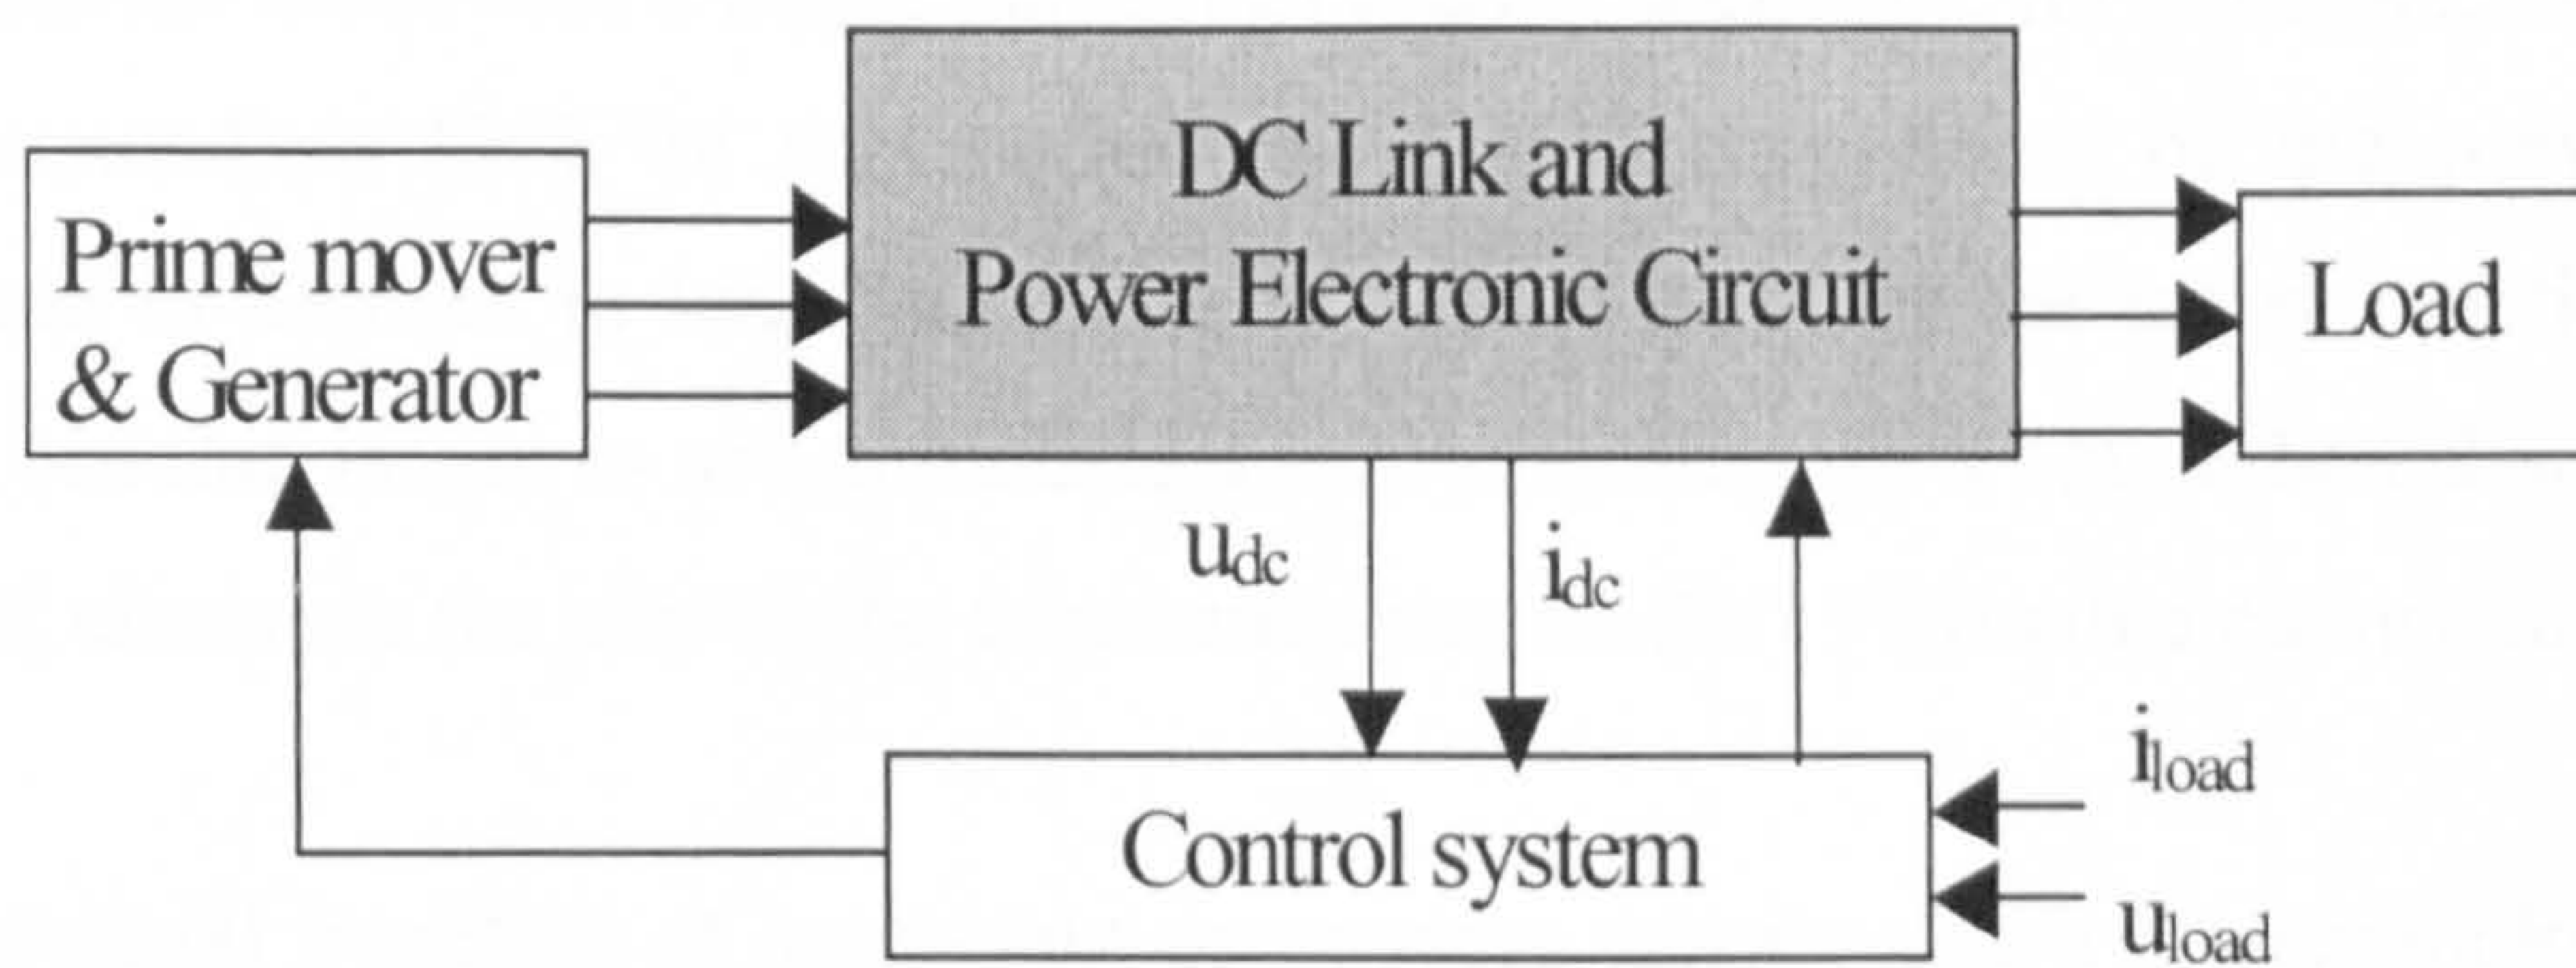 DC Link and
Power Electronic Circuit
Prime mover
& Generator
Load
udc
idc
iload
uload
Control system